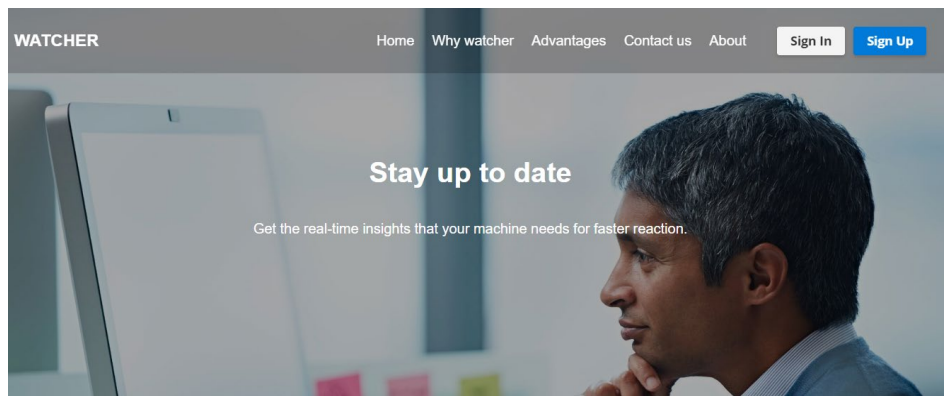 WATCHER
Home Why watcher Advantages Contact us About Sign In Sign Up
Stay up to date
Get the real-time insights that your machine needs for faster reaction.